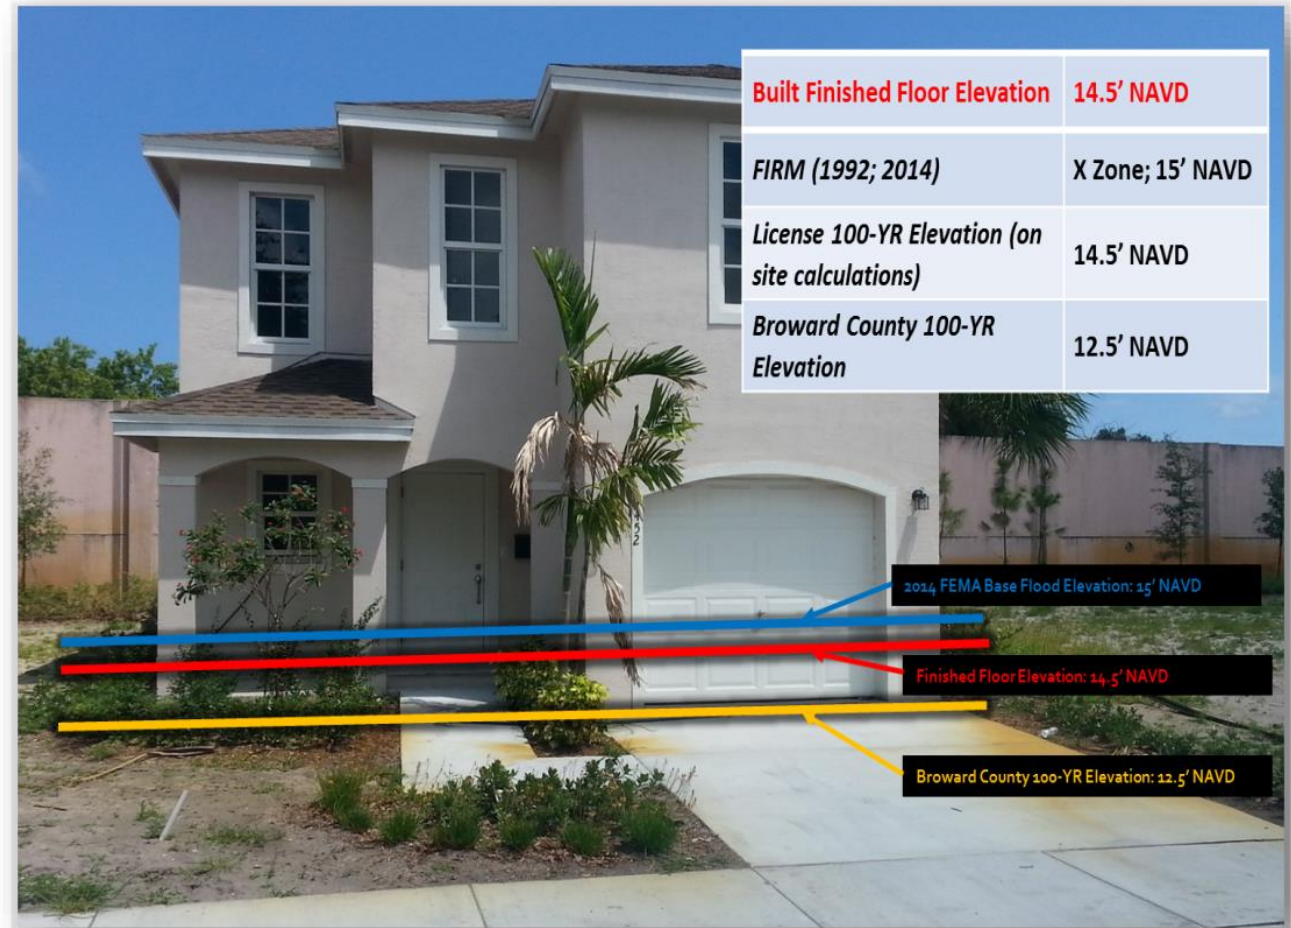 Built Finished Floor Elevation 14.5' NAVD
FIRM (1992; 2014) X Zone; 15' NAVD
License 100-YR Elevation (on
site calculations) 14.5' NAVD
Broward County 100-YR
Elevation 12.5' NAVD
452
2014 FEMA Base Flood Elevation: 15' NAVD
Finished Floor Elevation: 14.5' NAVD
Broward County 100-YR Elevation: 12.5' NAVD